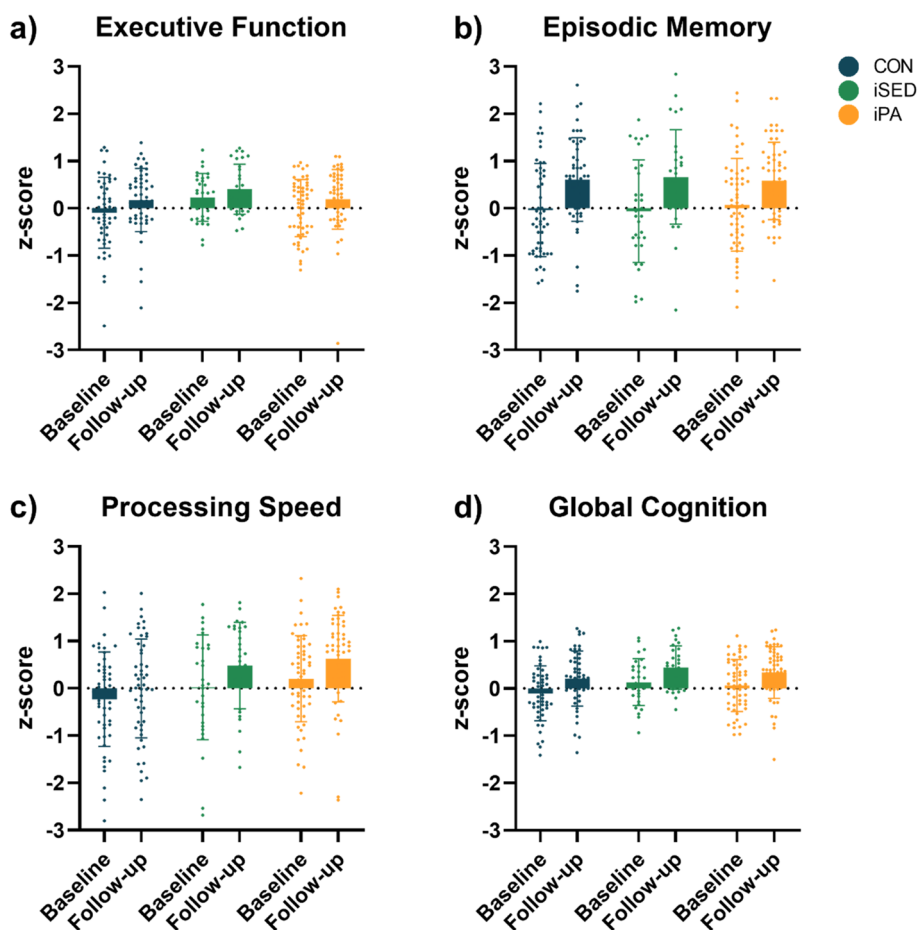 a) Executive Function
3
2
1
0
-1
-2
-3
z-score
Baseline
Follow-up
Baseline
Follow-up
Baseline
Follow-up
b) Episodic Memory
3
2
1
0
-1
-2
-3
z-score
Baseline
Follow-up
Baseline
Follow-up
Baseline
Follow-up
CON
iSED
iPA
c) Processing Speed
3
2
1
0
-1
-2
-3
z-score
Baseline
Follow-up
Baseline
Follow-up
Baseline
Follow-up
d) Global Cognition
3
2
1
0
-1
-2
-3
z-score
Baseline
Follow-up
Baseline
Follow-up
Baseline
Follow-up